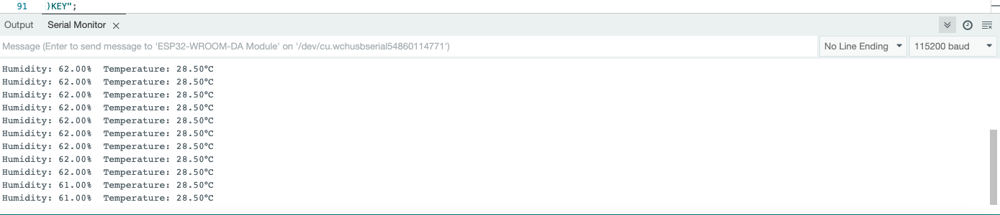 91 )KEY";
Output Serial Monitor
Message (Enter to send message to 'ESP32-WROOM-DA Module' on '/dev/cu.wchusbserial54860114771') No Line Ending 115200 baud
Humidity: 62.00% Temperature: 28.50°C
Humidity: 62.00% Temperature: 28.50°C
Humidity: 62.00% Temperature: 28.50°C
Humidity: 62.00% Temperature: 28.50°C
Humidity: 62.00% Temperature: 28.50°C
Humidity: 62.00% Temperature: 28.50°C
Humidity: 62.00% Temperature: 28.50°C
Humidity: 62.00% Temperature: 28.50°C
Humidity: 62.00% Temperature: 28.50°C
Humidity: 61.00% Temperature: 28.50°C
Humidity: 61.00% Temperature: 28.50°C